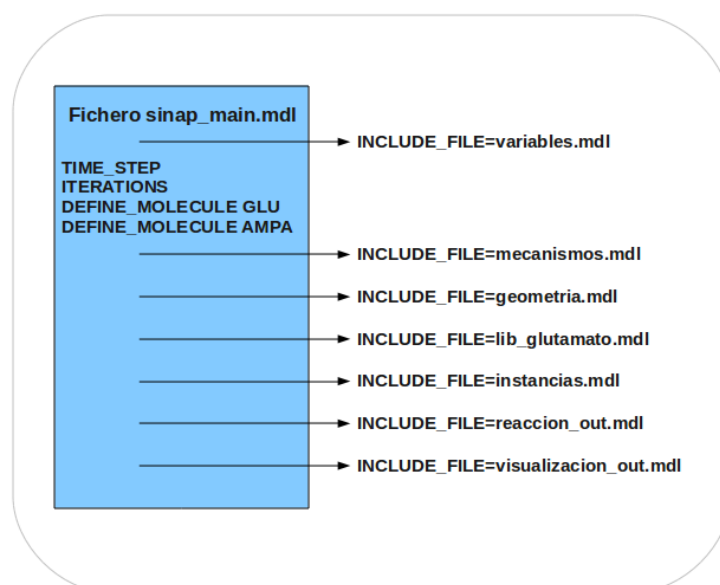 Fichero sinap_main.mdl
INCLUDE_FILE=variables.mdl
TIME_STEP
ITERATIONS
DEFINE_MOLECULE GLU
DEFINE_MOLECULE AMPA
INCLUDE_FILE=mecanismos.mdl
INCLUDE_FILE=geometria.mdl
INCLUDE_FILE=lib_glutamato.mdl
INCLUDE_FILE=instancias.mdl
INCLUDE_FILE=reaccion_out.mdl
INCLUDE_FILE=visualizacion_out.mdl